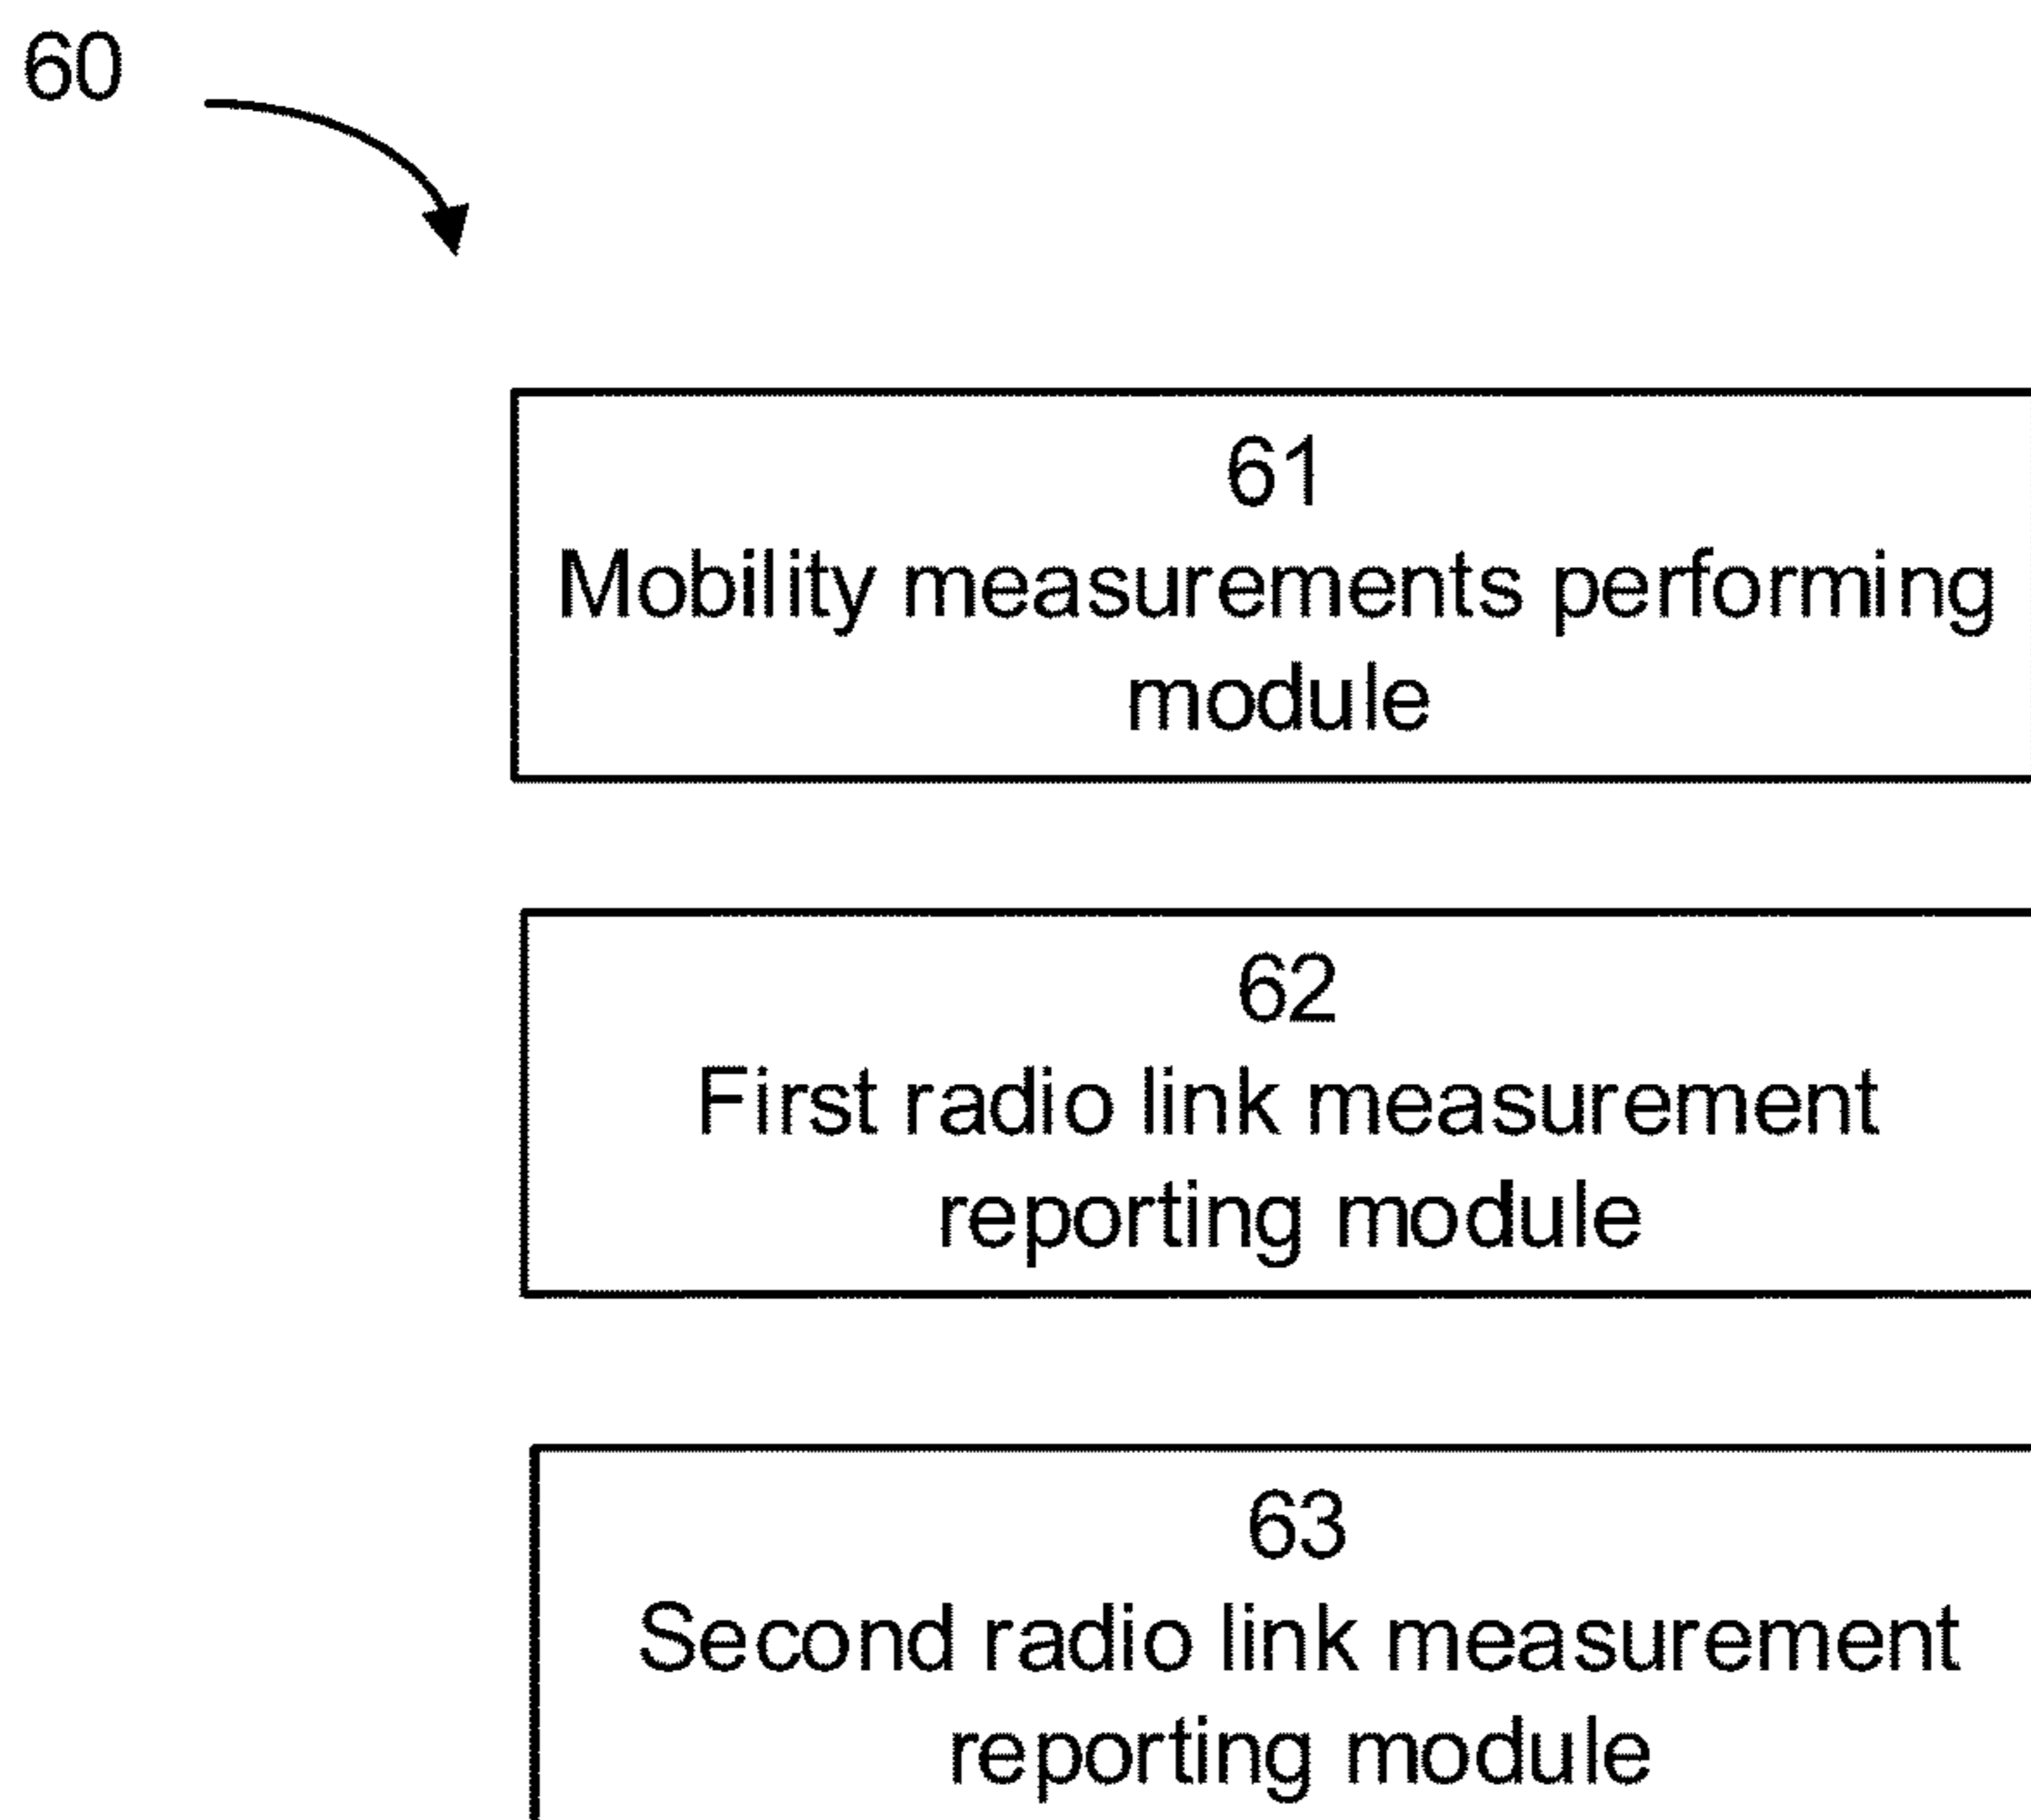 60
61
Mobility measurements performing
module
62
First radio link measurement
reporting module
63
Second radio link measurement
reporting module